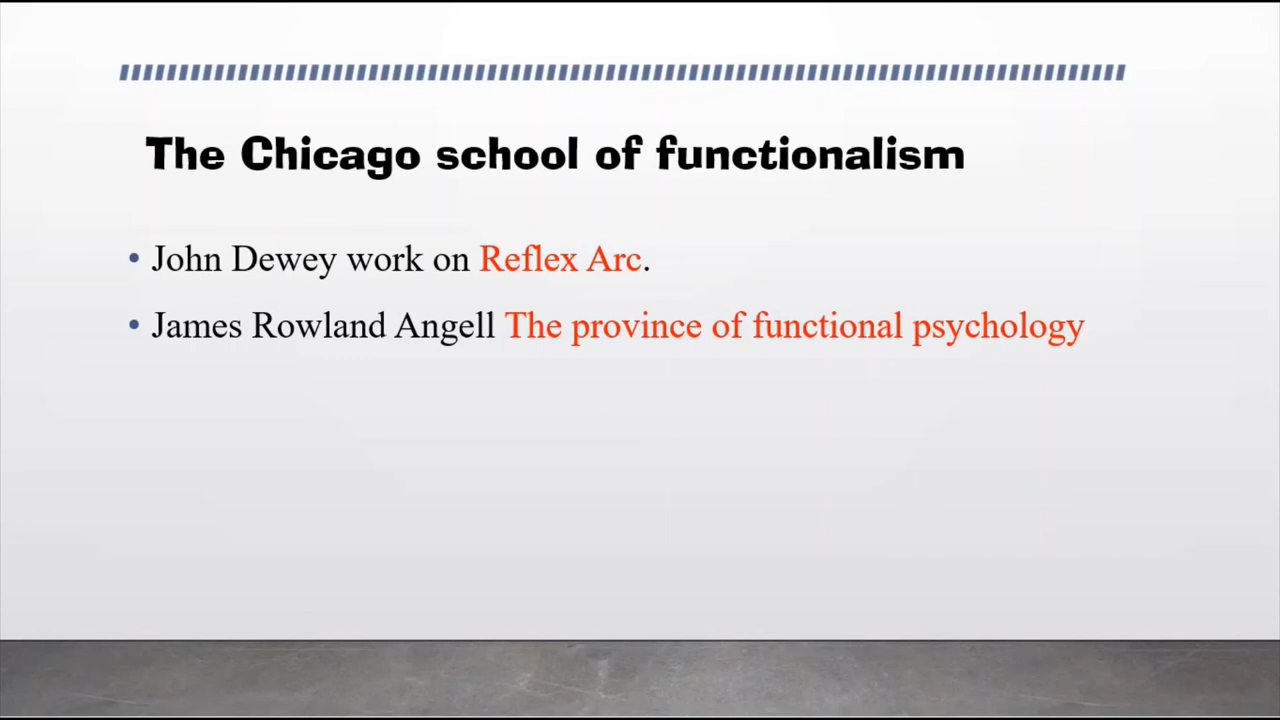 The Chicago school of functionalism
• John Dewey work on Reflex Arc.
• James Rowland Angell The province of functional psychology